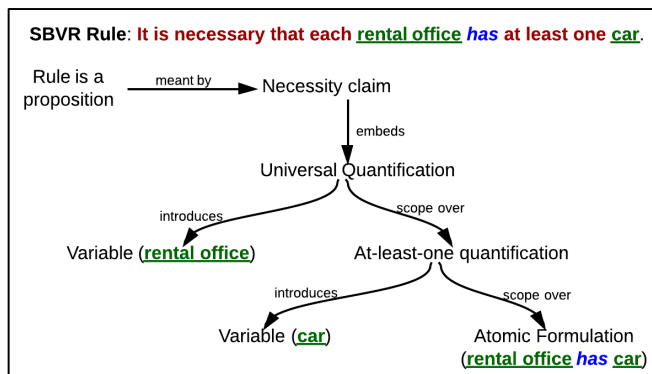 SBVR Rule: It is necessary that each rental office has at least one car.
Rule is a
proposition
meant by
Necessity claim
embeds
Universal Quantification
introduces
scope over
Variable (rental office)
At-least-one quantification
introduces
scope over
Variable (car)
Atomic Formulation
(rental office has car)